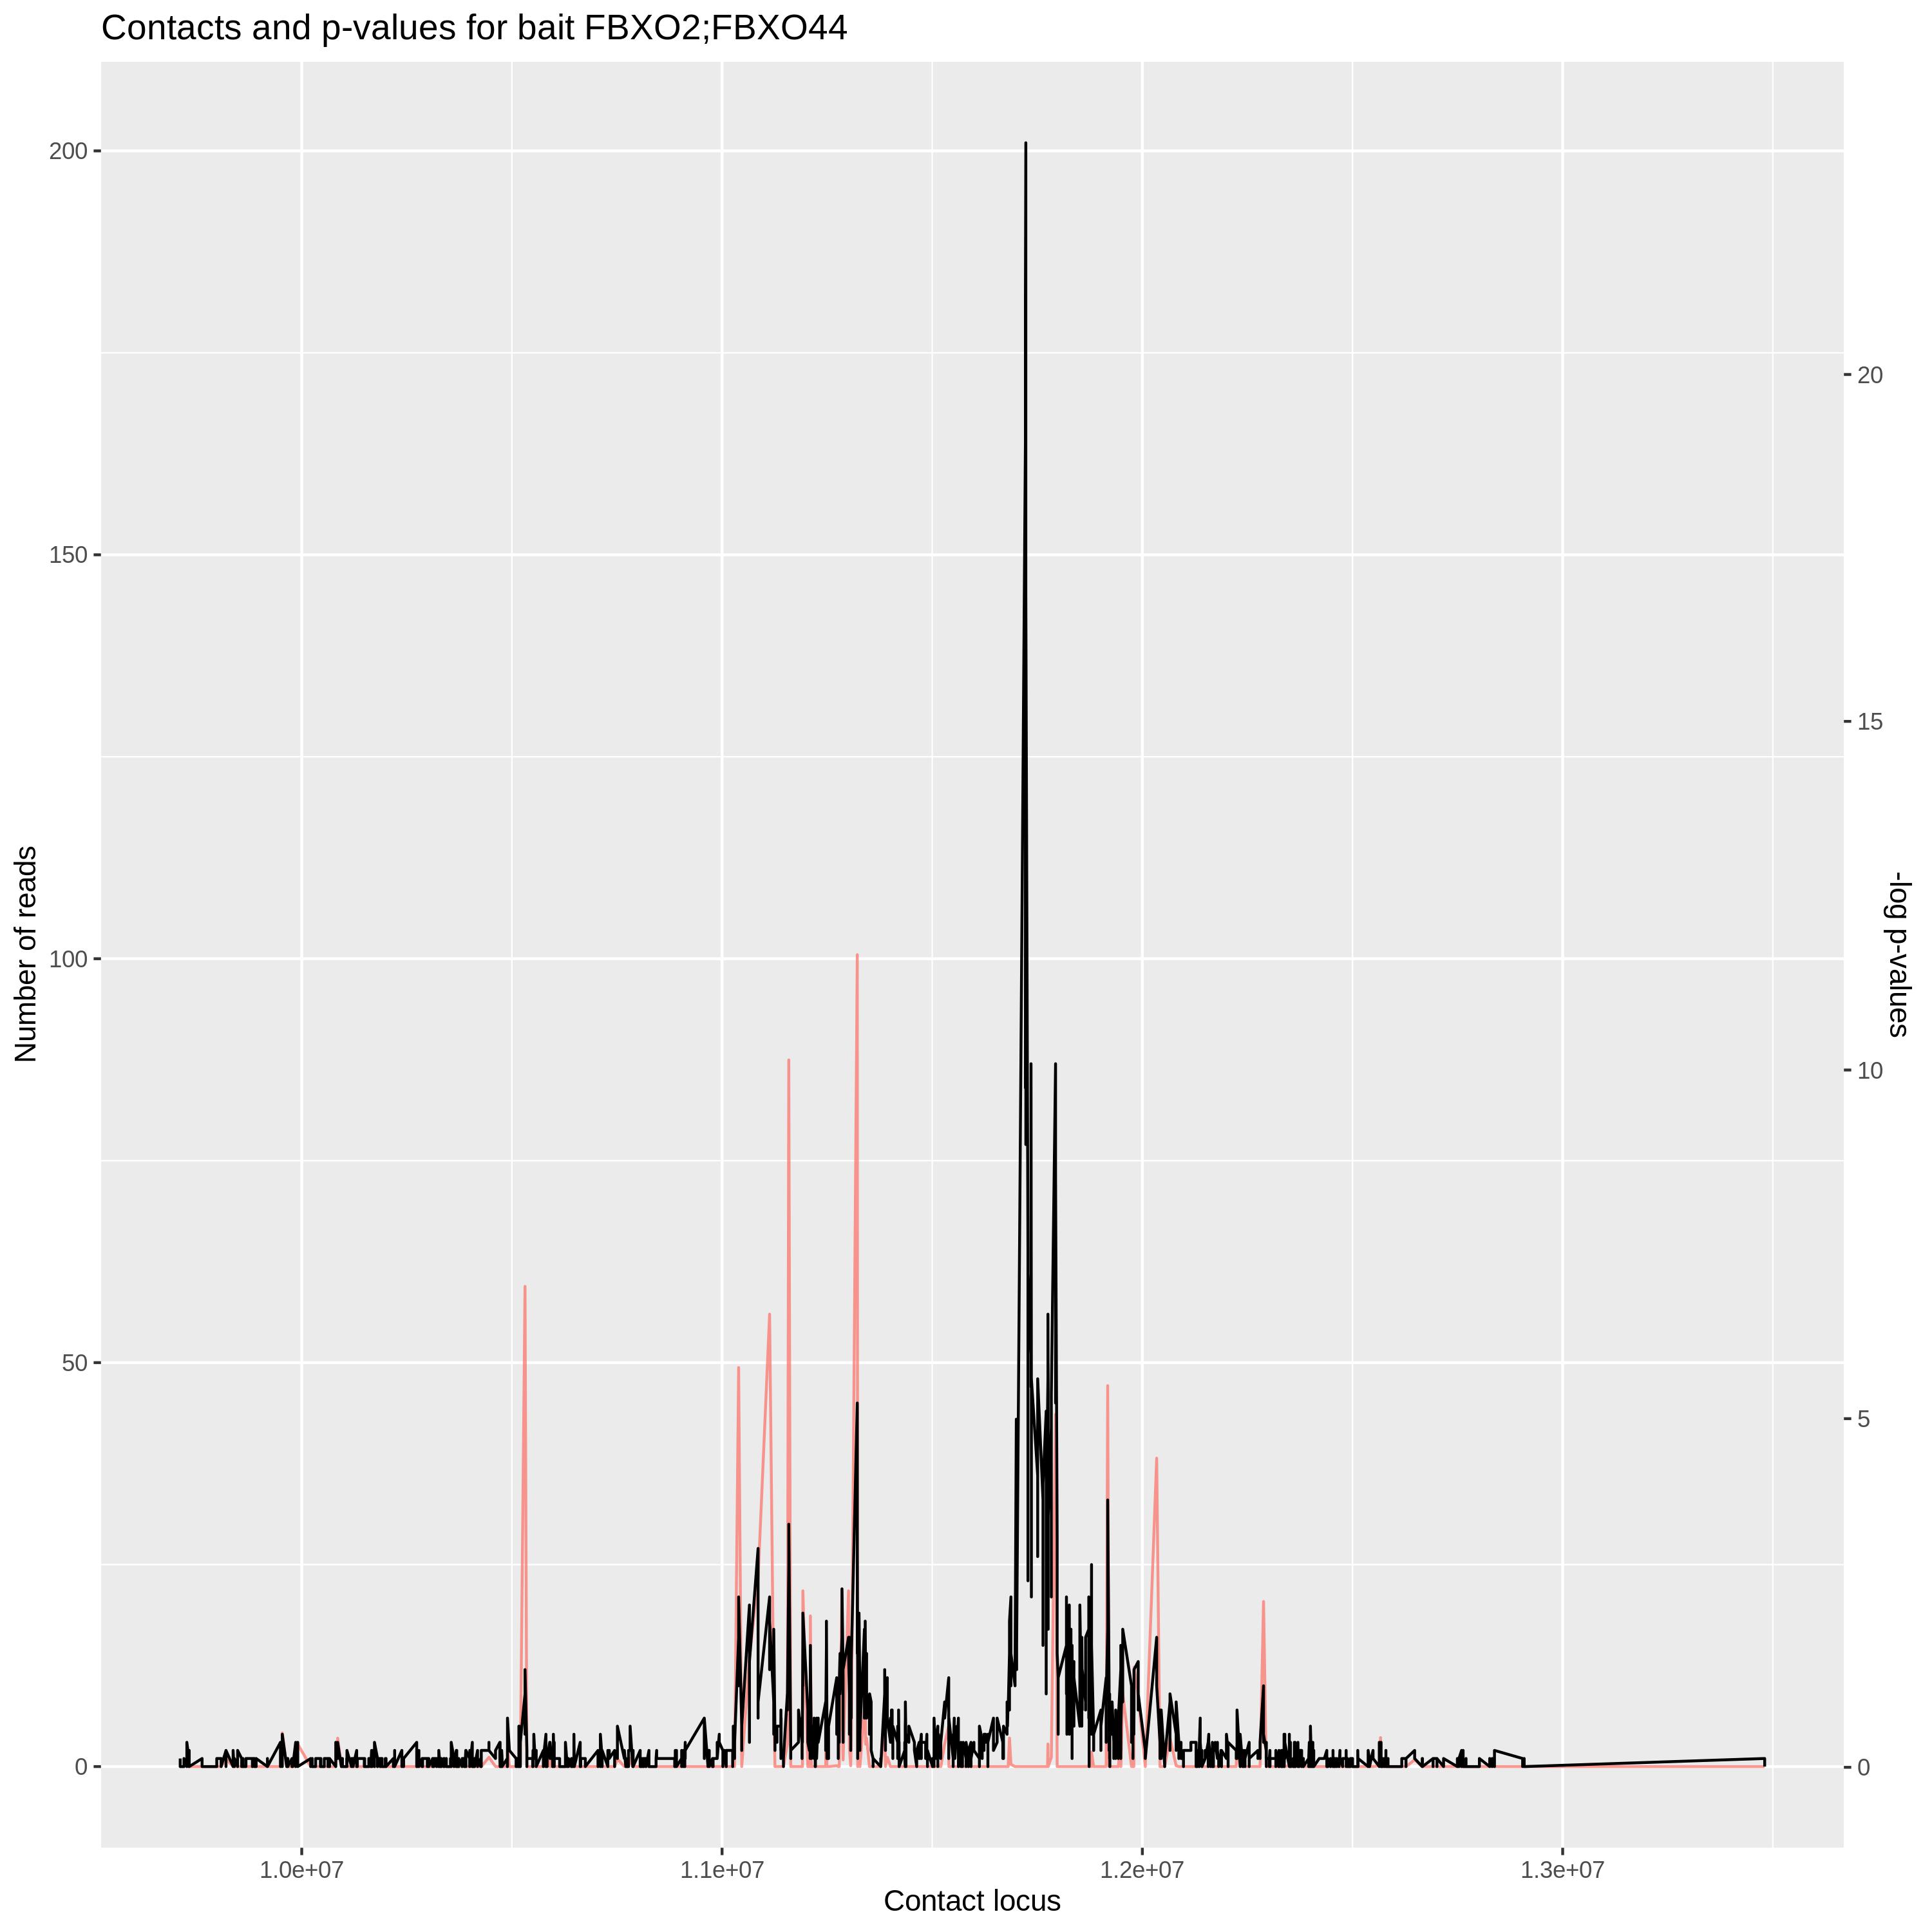 Contacts and p-values for bait FBXO2;FBXO44
200
150
100
50
0
20
15
10
5
0
Number of reads
-log p-values
1.0e+07
1.1e+07
1.2e+07
1.3e+07
Contact locus